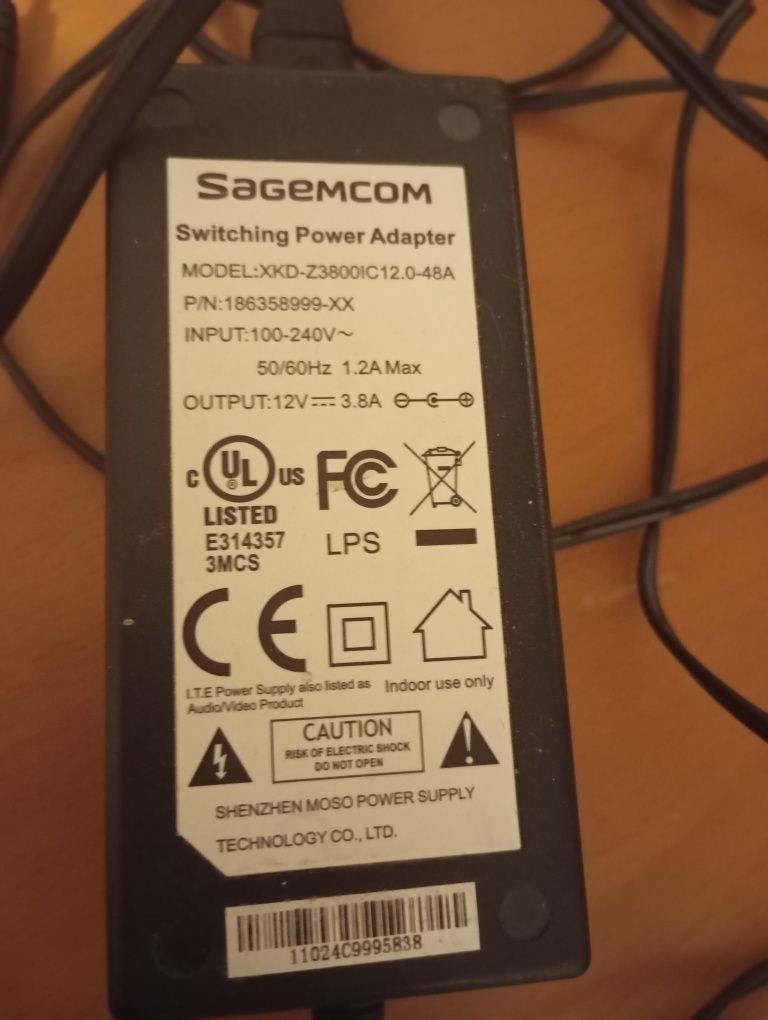 SAGEMCOM
Switching Power Adapter
MODEL:XKD-Z3800IC12.0-48A
P/N:186358999-XX
INPUT:100-240V~
50/60Hz 1.2A Max
OUTPUT:12V⎓3.8A
C UL® US FC
LISTED
E314357 LPS
3MCS
CE
I.T.E Power Supply also listed as Indoor use only
Audio/Video Product
CAUTION
RISK OF ELECTRIC SHOCK
DO NOT OPEN
SHENZHEN MOSO POWER SUPPLY
TECHNOLOGY CO., LTD.
11024C9995838